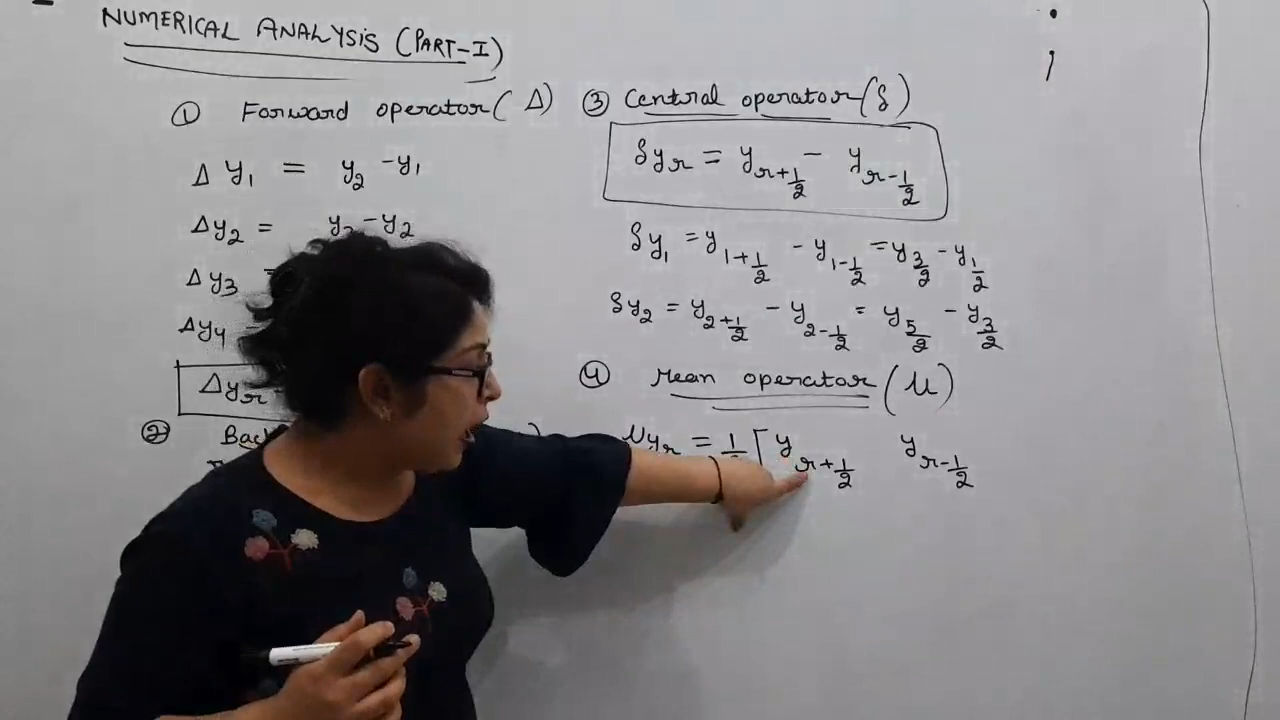 NUMERICAL ANALYSIS (PART-I)
① Forward operator ( Δ )
Δ y₁ = y₂ - y₁
Δy₂ = y₃ - y₂
Δy₃ =
Δy₄
Δyᵣ
②
③ Central operator (δ)
δyᵣ = y_{r+1/2} - y_{r-1/2}
δy₁ = y_{1+1/2} - y_{1-1/2} = y_{3/2} - y_{1/2}
δy₂ = y_{2+1/2} - y_{2-1/2} = y_{5/2} - y_{3/2}
④ Mean operator (μ)
μyᵣ = 1/2 [ y_{r+1/2} y_{r-1/2}